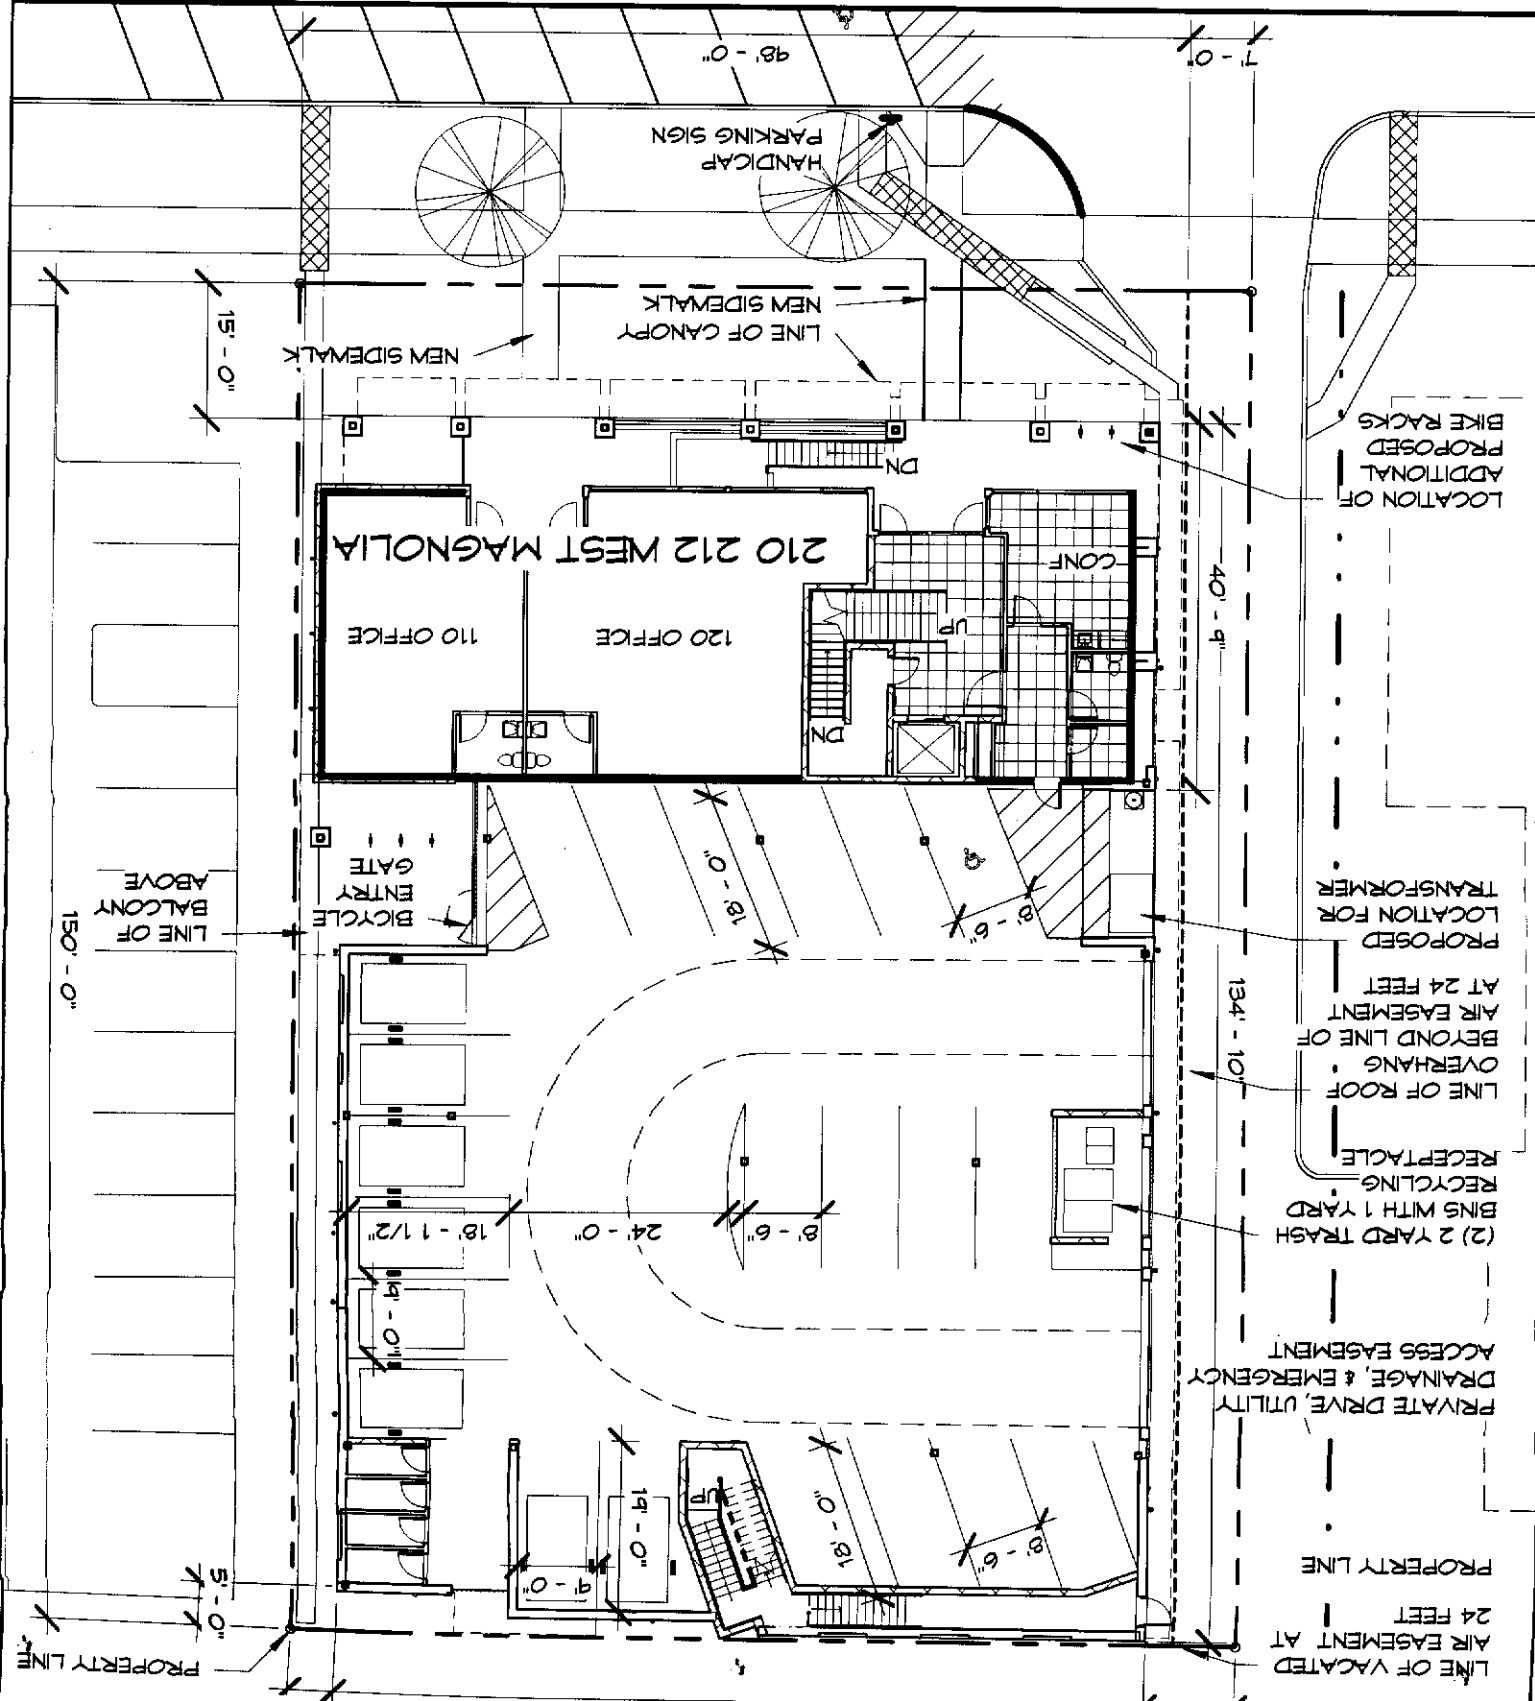 LINE OF VACATED
AIR EASEMENT AT
24 FEET
PROPERTY LINE
PRIVATE DRIVE, UTILITY
DRAINAGE, & EMERGENCY
ACCESS EASEMENT
(2) 2 YARD TRASH
BINS WITH 1 YARD
RECYCLING
RECEPTACLE
LINE OF ROOF
OVERHANG
BEYOND LINE OF
AIR EASEMENT
AT 24 FEET
PROPOSED
LOCATION FOR
TRANSFORMER
LOCATION OF
ADDITIONAL
PROPOSED
BIKE RACKS
PROPERTY LINE
5' - 0"
9' - 0"
19' - 0"
UP
18' - 0"
8' - 6"
19' - 0"
18' - 1 1/2"
24' - 0"
8' - 6"
134' - 10"
150' - 0"
LINE OF
BALCONY
ABOVE
BICYCLE
ENTRY
GATE
18' - 0"
8' - 6"
DN
UP
110 OFFICE
120 OFFICE
210 212 WEST MAGNOLIA
CONF
40' - 9"
DN
15' - 0"
NEW SIDEWALK
LINE OF CANOPY
NEW SIDEWALK
HANDICAP
PARKING SIGN
98' - 0"
7' - 0"